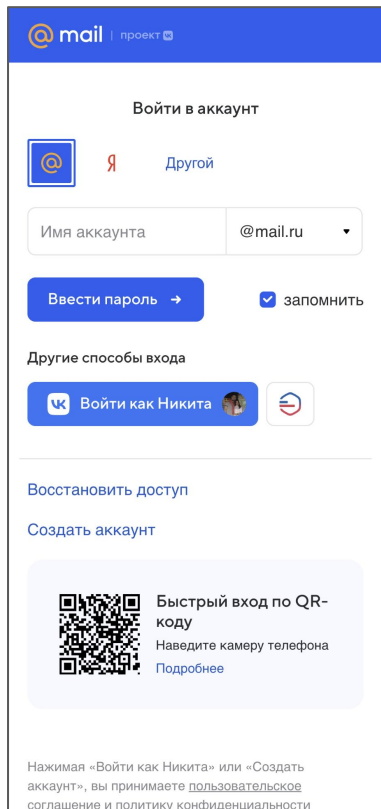 @mail | проект VK
Войти в аккаунт
@ Я Другой
Имя аккаунта @mail.ru
Ввести пароль → запомнить
Другие способы входа
VK Войти как Никита
Восстановить доступ
Создать аккаунт
Быстрый вход по QR-
коду
Наведите камеру телефона
Подробнее
Нажимая «Войти как Никита» или «Создать
аккаунт», вы принимаете пользовательское
соглашение и политику конфиденциальности